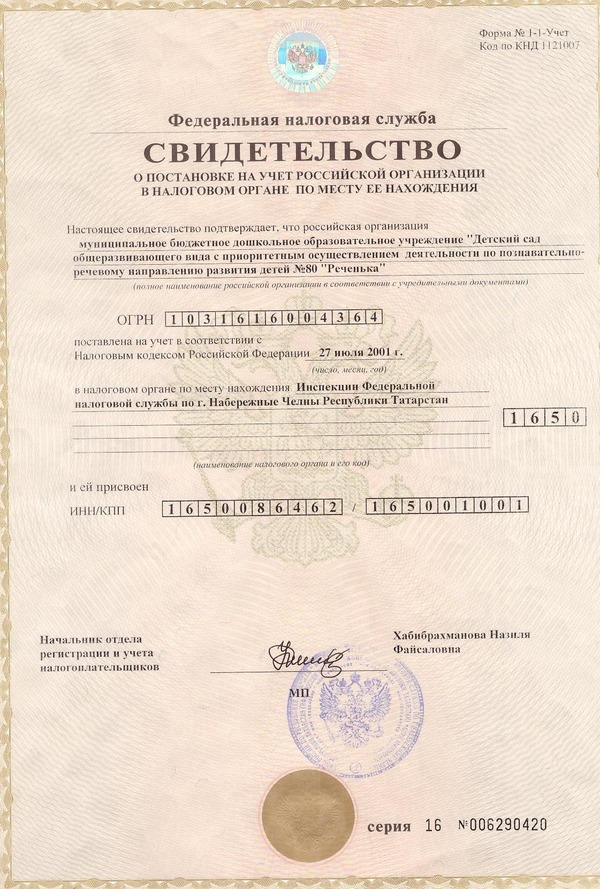 Форма № 1-1-Учет
Код по КНД 1121007
Федеральная налоговая служба
СВИДЕТЕЛЬСТВО
О ПОСТАНОВКЕ НА УЧЕТ РОССИЙСКОЙ ОРГАНИЗАЦИИ
В НАЛОГОВОМ ОРГАНЕ ПО МЕСТУ ЕЕ НАХОЖДЕНИЯ
Настоящее свидетельство подтверждает, что российская организация
муниципальное бюджетное дошкольное образовательное учреждение "Детский сад
общеразвивающего вида с приоритетным осуществлением деятельности по познавательно-
речевому направлению развития детей №80 "Реченька"
(полное наименование российской организации в соответствии с учредительными документами)
ОГРН 1031616004364
поставлена на учет в соответствии с
Налоговым кодексом Российской Федерации 27 июля 2001 г.
(число, месяц, год)
в налоговом органе по месту нахождения Инспекции Федеральной
налоговой службы по г. Набережные Челны Республики Татарстан
1650
(наименование налогового органа и его код)
и ей присвоен
ИНН/КПП 1650086462 / 165001001
Начальник отдела
регистрации и учета
налогоплательщиков
Хабибрахманова Назиля
Файсаловна
МП
серия 16 №006290420